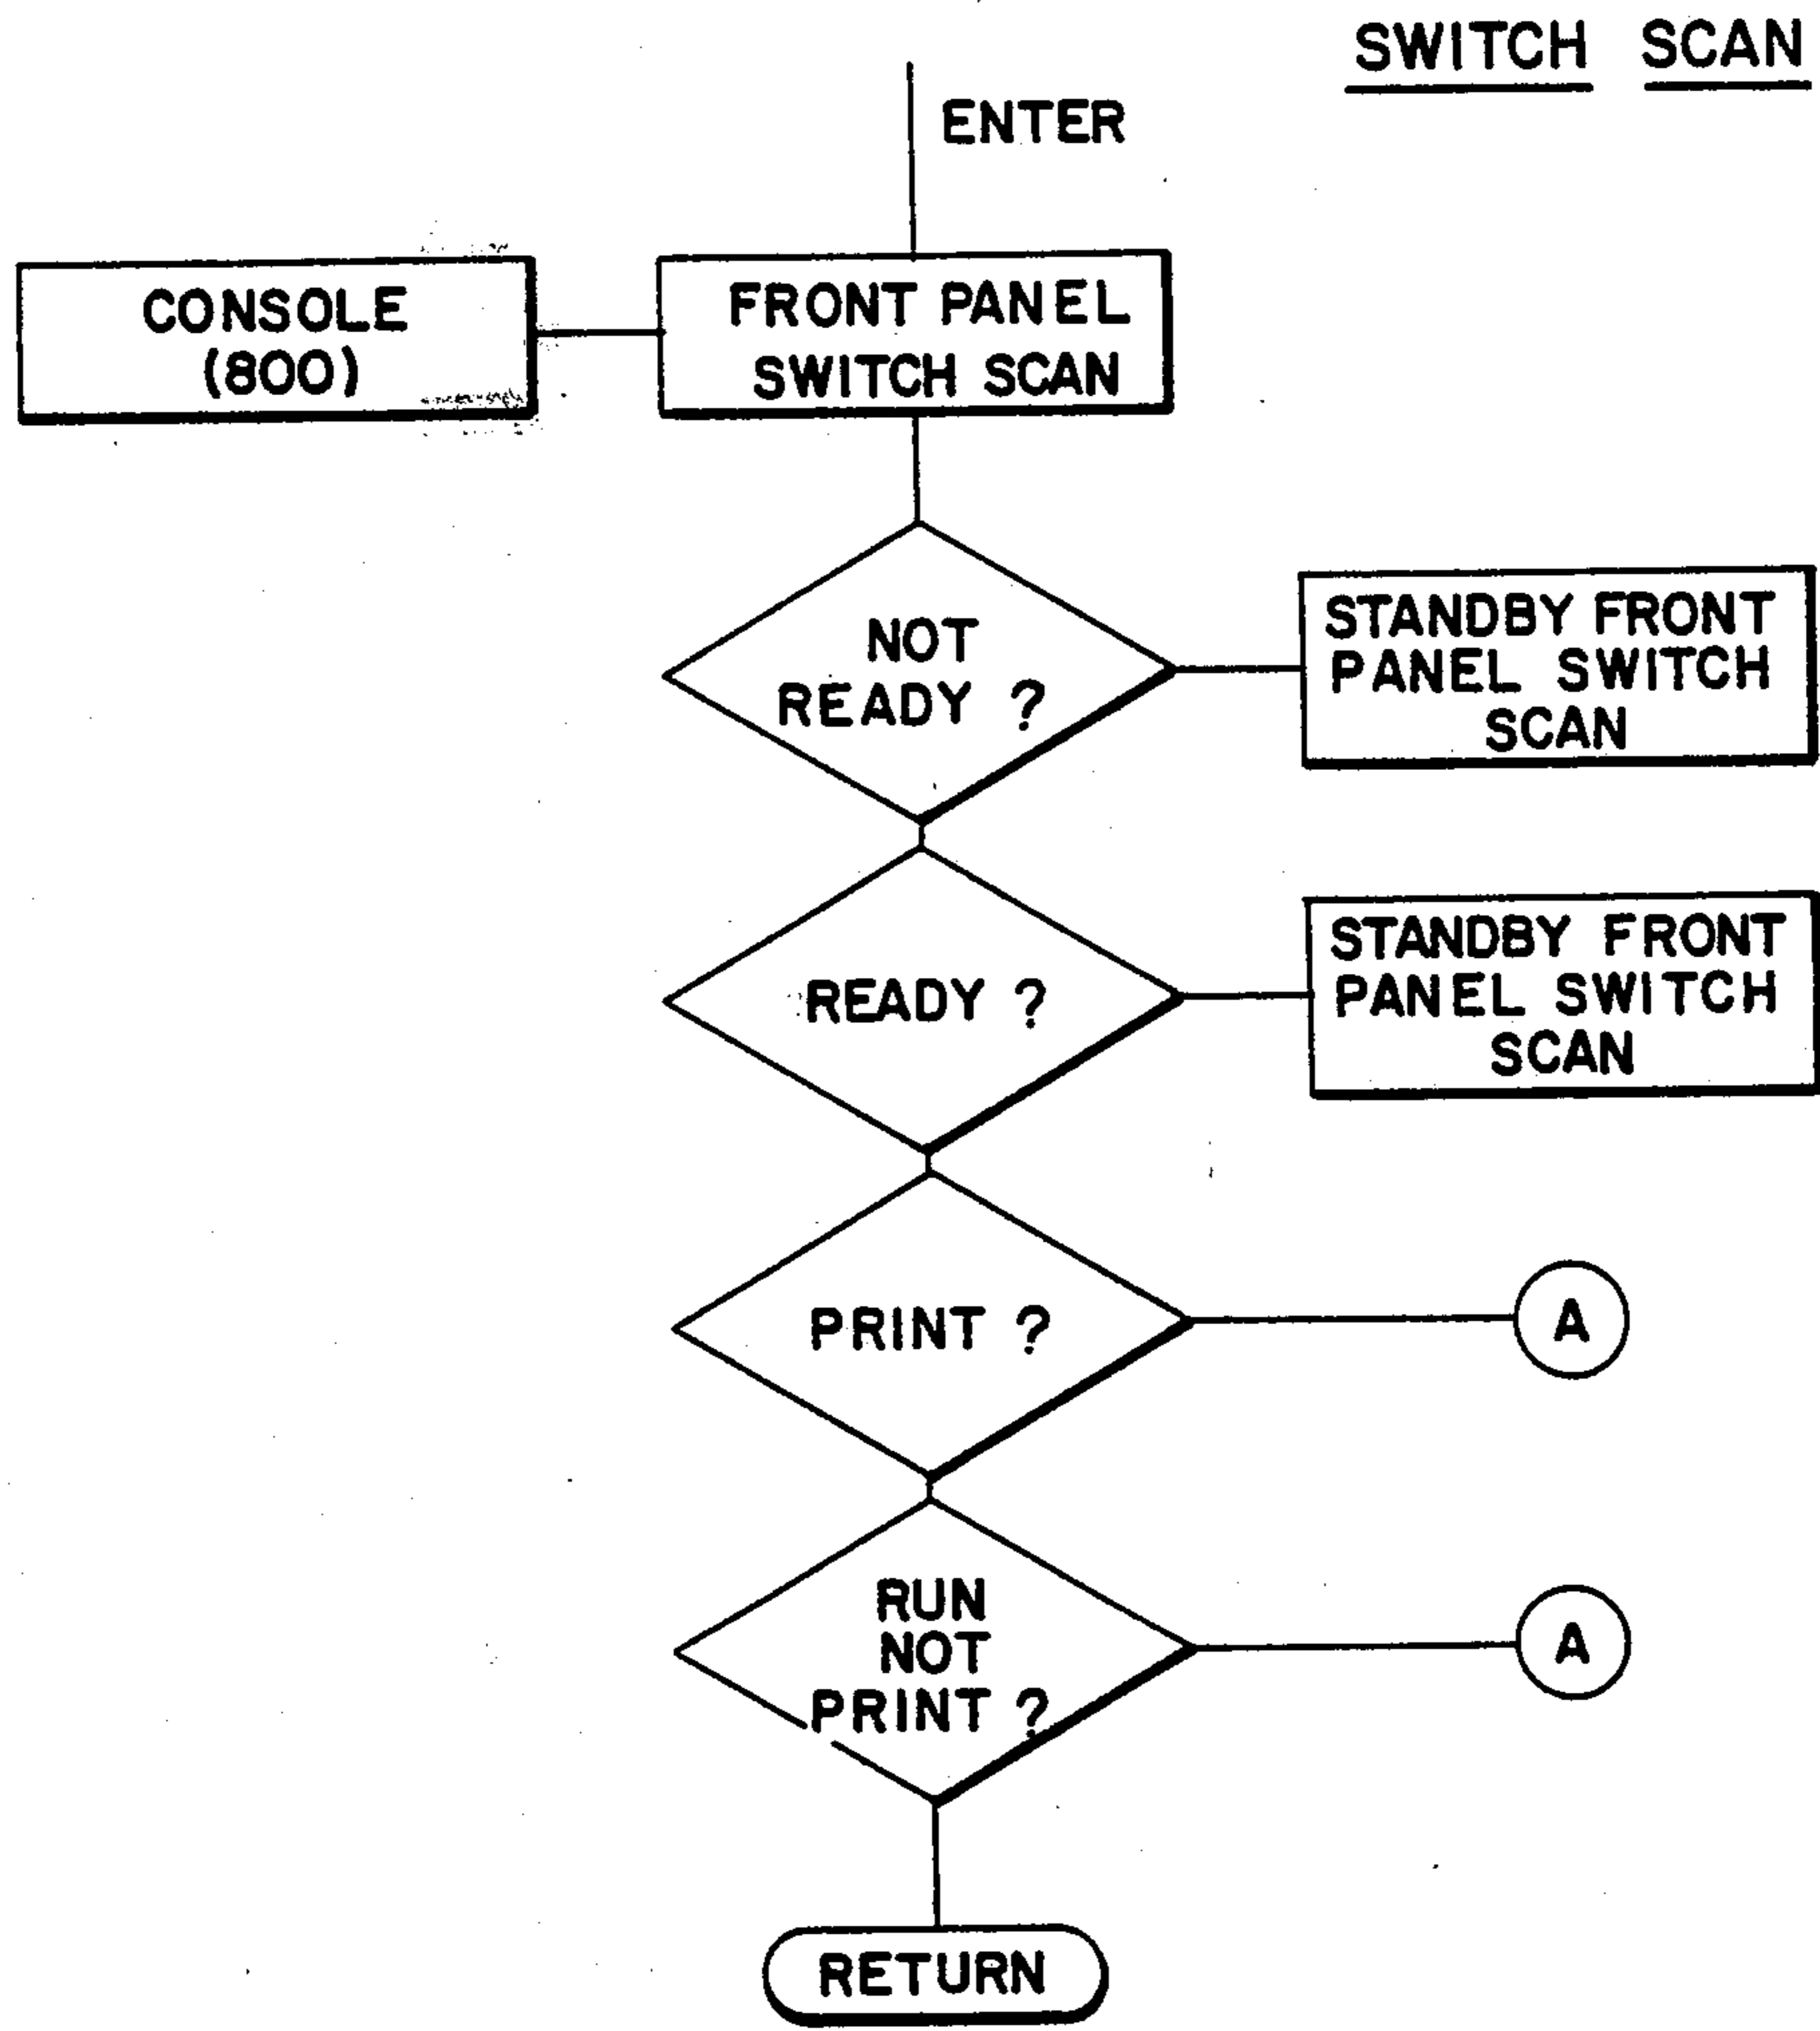 SWITCH SCAN
ENTER
CONSOLE
(800)
FRONT PANEL
SWITCH SCAN
NOT
READY ?
STANDBY FRONT
PANEL SWITCH
SCAN
READY ?
STANDBY FRONT
PANEL SWITCH
SCAN
PRINT ?
A
RUN
NOT
PRINT ?
A
RETURN